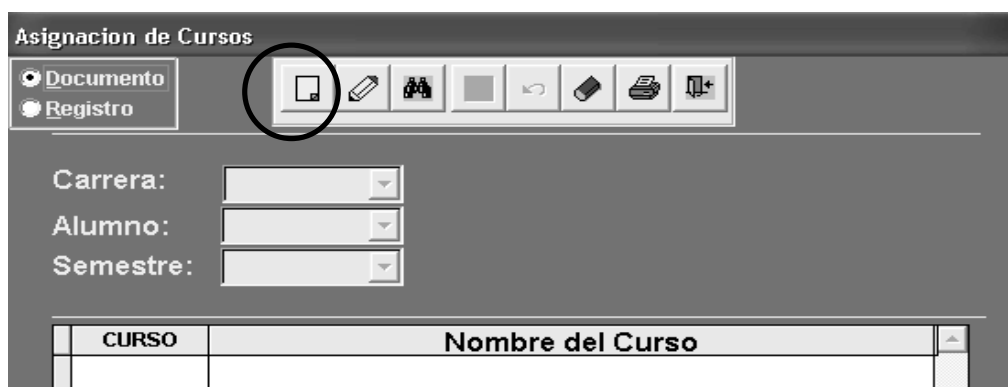 Asignacion de Cursos
Documento
Registro
Carrera:
Alumno:
Semestre:
CURSO Nombre del Curso